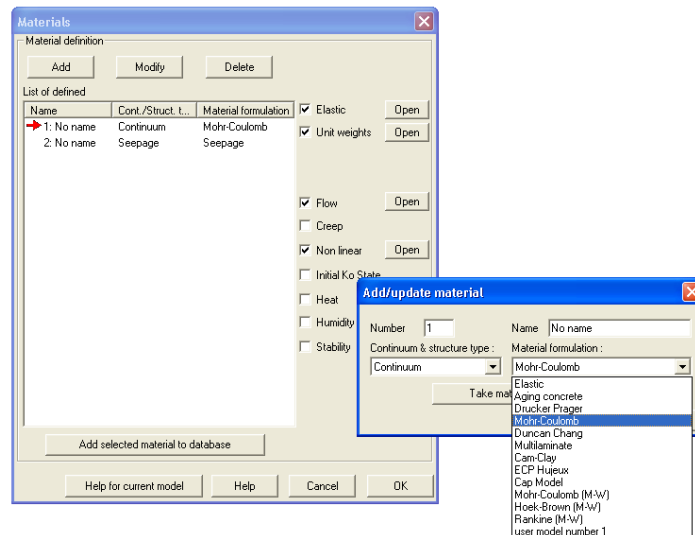 Materials
Material definition
Add Modify Delete
List of defined
Name Cont./Struct. t... Material formulation
1: No name Continuum Mohr-Coulomb
2: No name Seepage Seepage
Elastic Open
Unit weights Open
Flow Open
Creep
Non linear Open
Initial Ko State
Heat
Humidity
Stability
Add selected material to database
Help for current model Help Cancel OK
Add/update material
Number 1 Name No name
Continuum & structure type : Material formulation :
Continuum Mohr-Coulomb
Take mat
Elastic
Aging concrete
Drucker Prager
Mohr-Coulomb
Duncan Chang
Multilaminate
Cam-Clay
ECP Hujeux
Cap Model
Mohr-Coulomb (M-W)
Hoek-Brown (M-W)
Rankine (M-W)
user model number 1